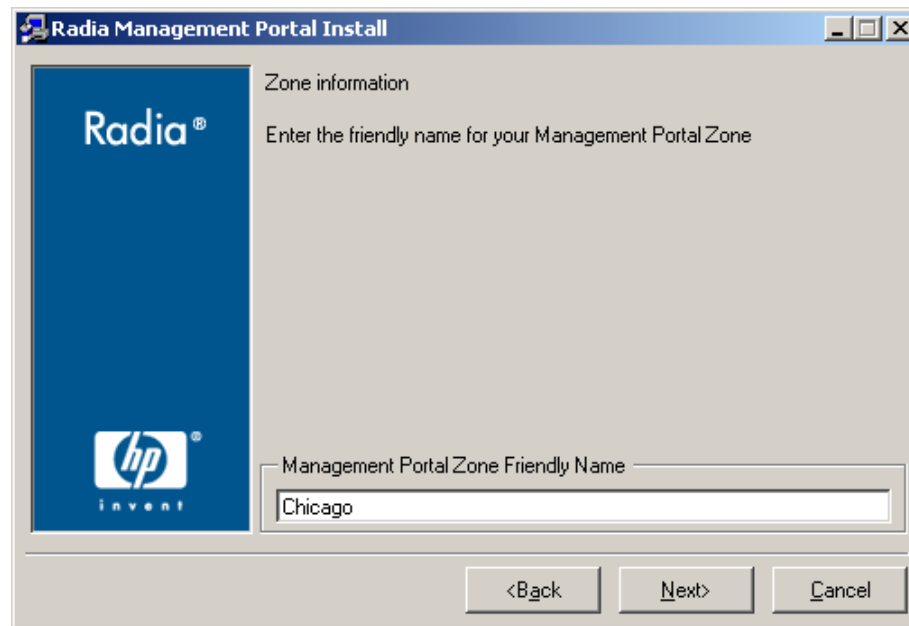 Radia Management Portal Install
Radia®
Zone information
Enter the friendly name for your Management Portal Zone
hp®
invent
Management Portal Zone Friendly Name
Chicago
<Back
Next>
Cancel